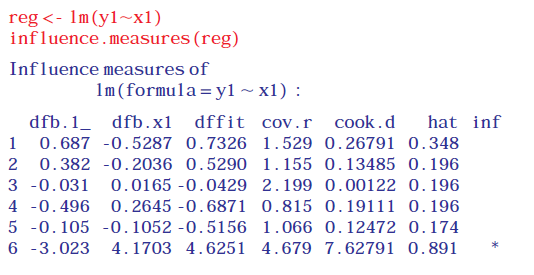 reg <- lm(y1~x1)
influence.measures(reg)
Influence measures of
lm(formula = y1 ~ x1) :
dfb.1_ dfb.x1 dffit cov.r cook.d hat inf
1 0.687 -0.5287 0.7326 1.529 0.26791 0.348
2 0.382 -0.2036 0.5290 1.155 0.13485 0.196
3 -0.031 0.0165 -0.0429 2.199 0.00122 0.196
4 -0.496 0.2645 -0.6871 0.815 0.19111 0.196
5 -0.105 -0.1052 -0.5156 1.066 0.12472 0.174
6 -3.023 4.1703 4.6251 4.679 7.62791 0.891 *